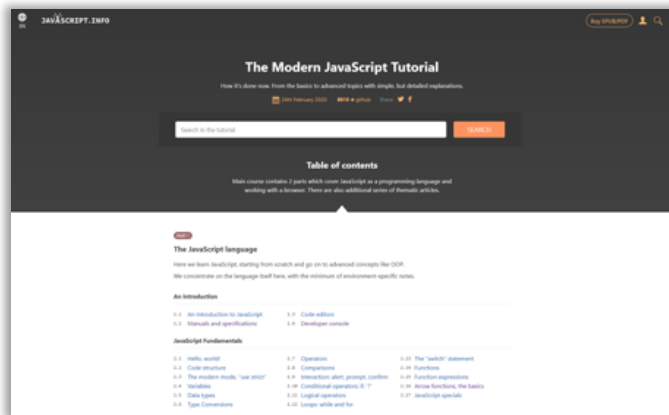 EN
JAVASCRIPT.INFO
Buy EPUB/PDF
The Modern JavaScript Tutorial
How it's done now. From the basics to advanced topics with simple, but detailed explanations.
24th February 2020 github Share
Search in the tutorial
SEARCH
Table of contents
Main course contains 2 parts which cover JavaScript as a programming language and
working with a browser. There are also additional series of thematic articles.
PART 1
The JavaScript language
Here we learn JavaScript, starting from scratch and go on to advanced concepts like OOP.
We concentrate on the language itself here, with the minimum of environment-specific notes.
An introduction
1.1 An Introduction to JavaScript
1.2 Manuals and specifications
1.3 Code editors
1.4 Developer console
JavaScript Fundamentals
2.1 Hello, world!
2.2 Code structure
2.3 The modern mode, "use strict"
2.4 Variables
2.5 Data types
2.6 Type Conversions
2.7 Operators
2.8 Comparisons
2.9 Interaction: alert, prompt, confirm
2.10 Conditional operators: if, '?'
2.11 Logical operators
2.12 Loops: while and for
2.13 The "switch" statement
2.14 Functions
2.15 Function expressions
2.16 Arrow functions, the basics
2.17 JavaScript specials